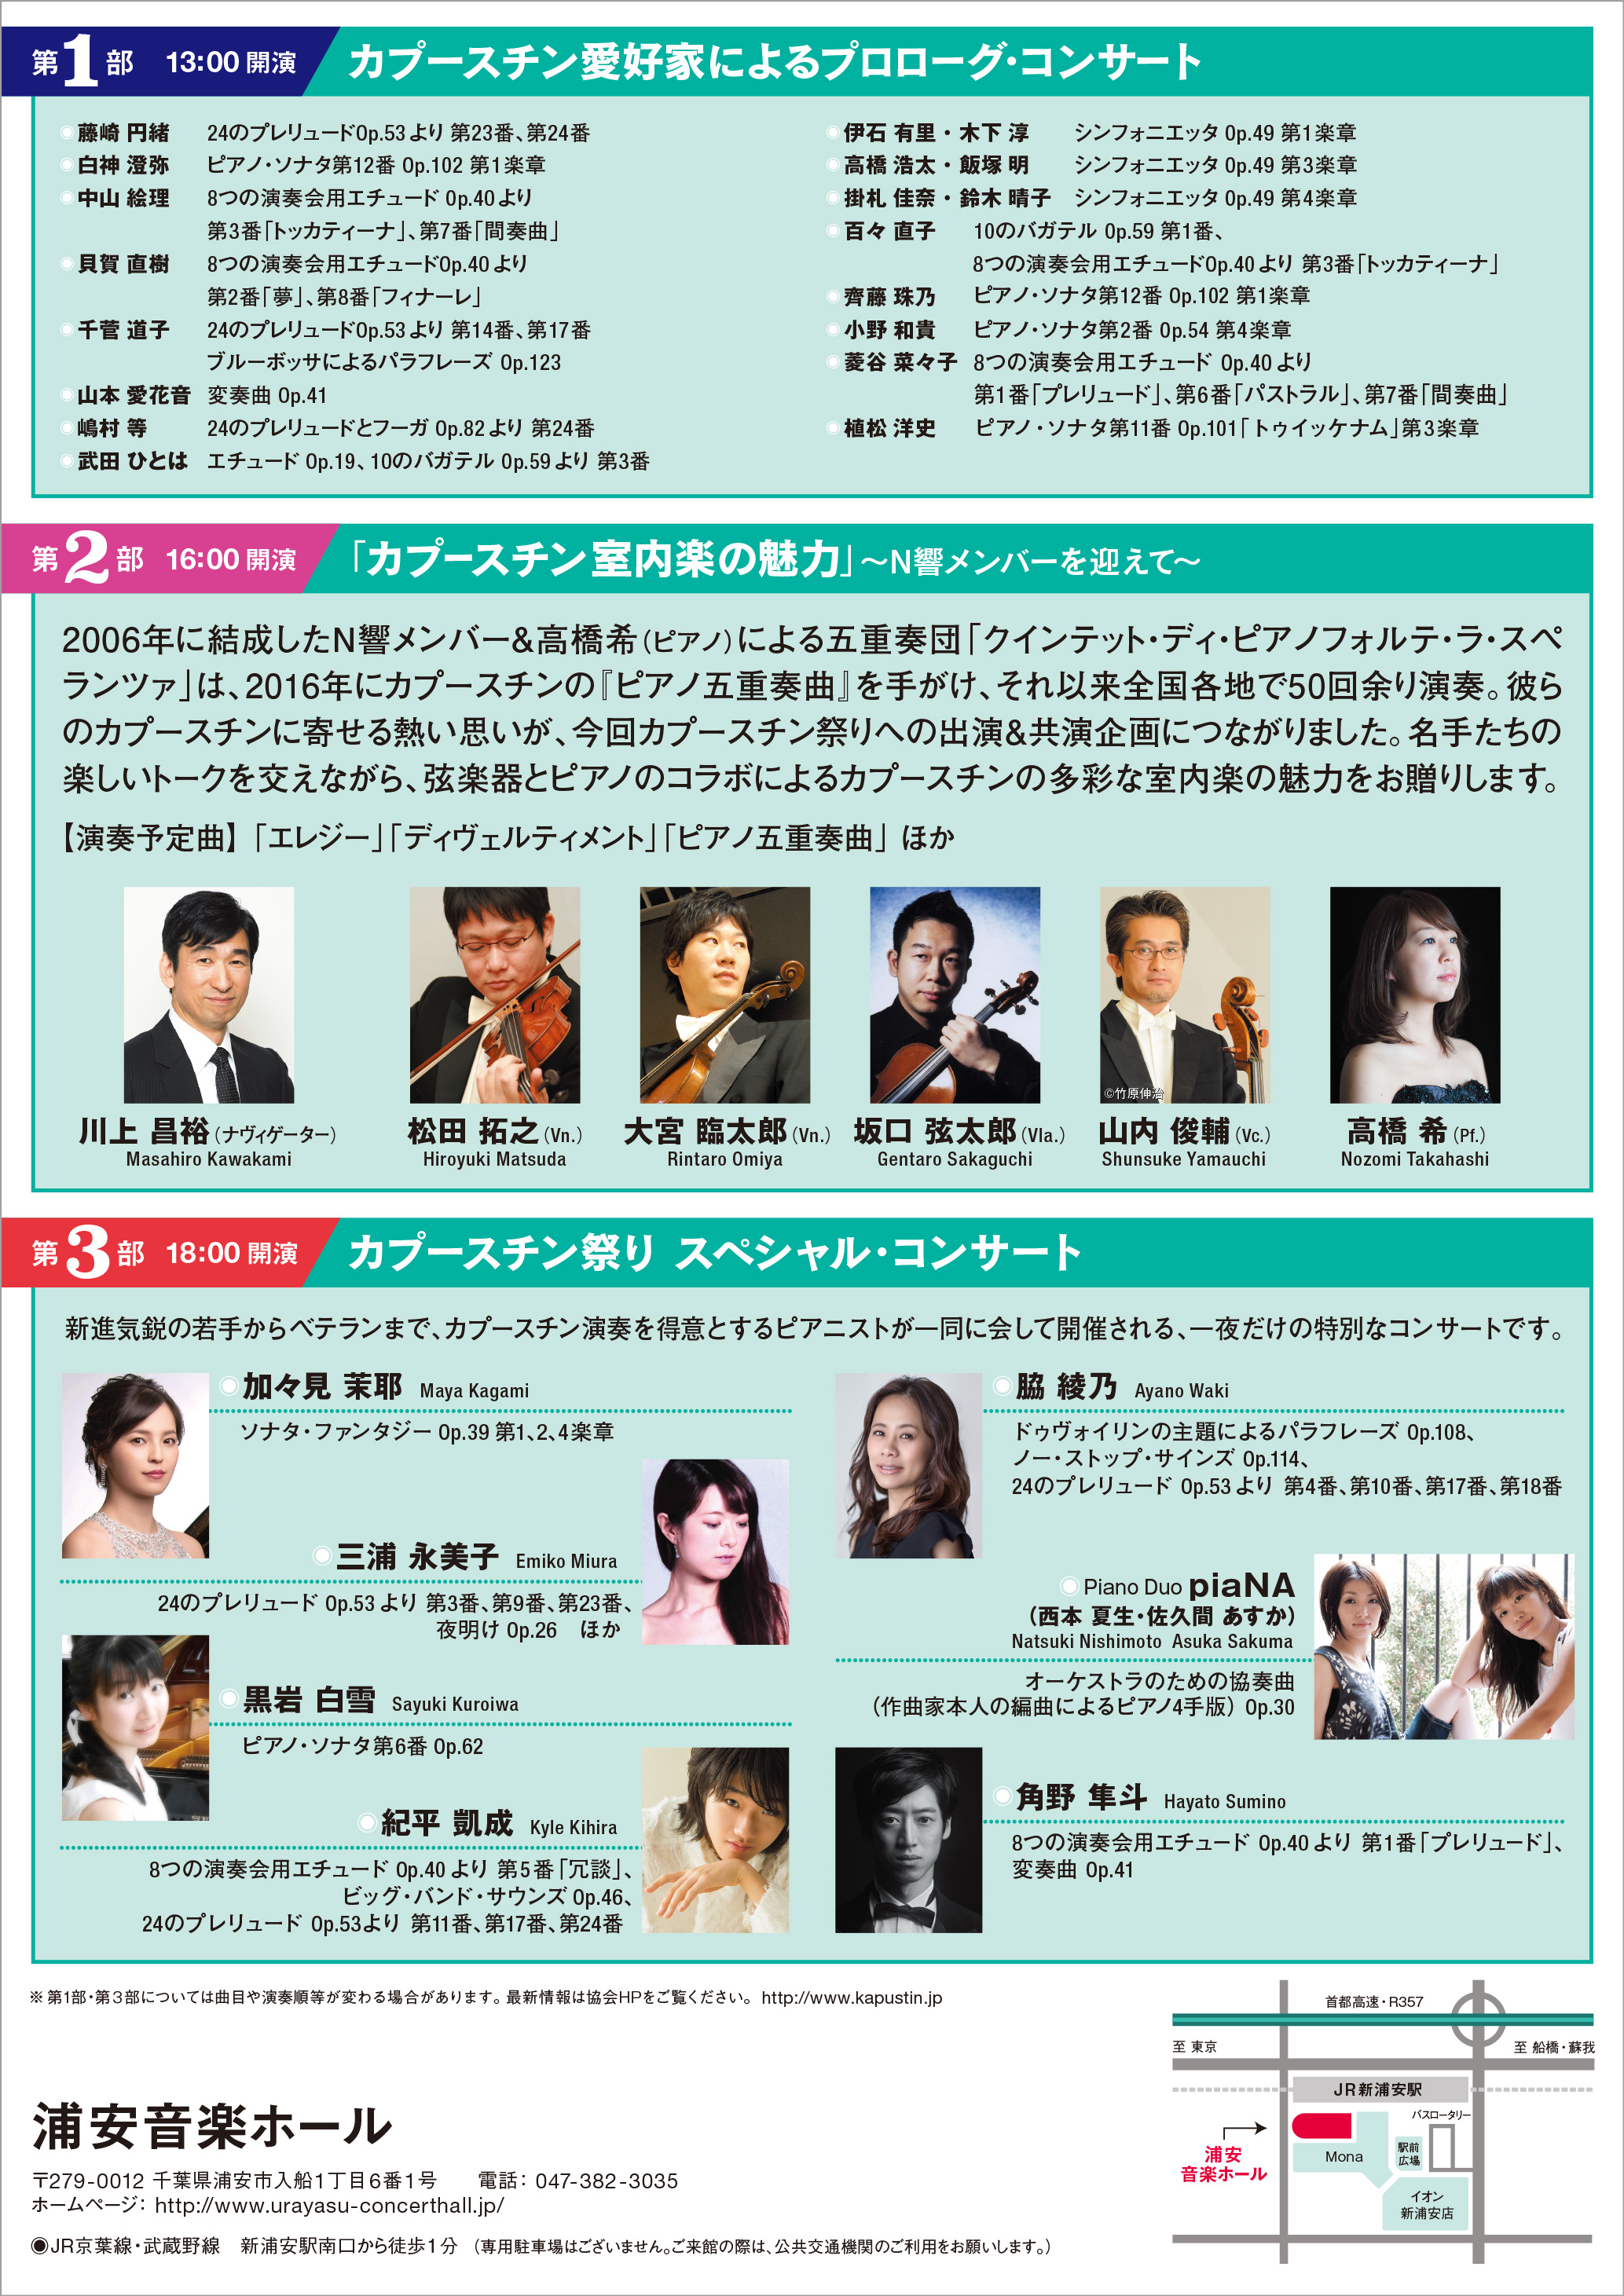 第1部 13:00 開演 カプースチン愛好家によるプロローグ・コンサート
藤崎 円緒 24のプレリュードOp.53より 第23番、第24番
白神 澄弥 ピアノ・ソナタ第12番 Op.102 第1楽章
中山 絵理 8つの演奏会用エチュード Op.40より
第3番「トッカティーナ」、第7番「間奏曲」
貝賀 直樹 8つの演奏会用エチュードOp.40より
第2番「夢」、第8番「フィナーレ」
千菅 道子 24のプレリュードOp.53より 第14番、第17番
ブルーボッサによるパラフレーズ Op.123
山本 愛花音 変奏曲 Op.41
嶋村 等 24のプレリュードとフーガ Op.82より 第24番
武田 ひとは エチュード Op.19、10のバガテル Op.59より 第3番
伊石 有里・木下 淳 シンフォニエッタ Op.49 第1楽章
高橋 浩太・飯塚 明 シンフォニエッタ Op.49 第3楽章
掛札 佳奈・鈴木 晴子 シンフォニエッタ Op.49 第4楽章
百々 直子 10のバガテル Op.59 第1番、
8つの演奏会用エチュードOp.40より 第3番「トッカティーナ」
齊藤 珠乃 ピアノ・ソナタ第12番 Op.102 第1楽章
小野 和貴 ピアノ・ソナタ第2番 Op.54 第4楽章
菱谷 菜々子 8つの演奏会用エチュード Op.40より
第1番「プレリュード」、第6番「パストラル」、第7番「間奏曲」
植松 洋史 ピアノ・ソナタ第11番 Op.101「トゥイッケナム」第3楽章
第2部 16:00 開演 「カプースチン室内楽の魅力」～N響メンバーを迎えて～
2006年に結成したN響メンバー&高橋希（ピアノ）による五重奏団「クインテット・ディ・ピアノフォルテ・ラ・スペ
ランツァ」は、2016年にカプースチンの『ピアノ五重奏曲』を手がけ、それ以来全国各地で50回余り演奏。彼ら
のカプースチンに寄せる熱い思いが、今回カプースチン祭りへの出演&共演企画につながりました。名手たちの
楽しいトークを交えながら、弦楽器とピアノのコラボによるカプースチンの多彩な室内楽の魅力をお贈りします。
【演奏予定曲】「エレジー」「ディヴェルティメント」「ピアノ五重奏曲」 ほか
©竹原伸治
川上 昌裕（ナヴィゲーター） 松田 拓之（Vn.） 大宮 臨太郎（Vn.） 坂口 弦太郎（Vla.） 山内 俊輔（Vc.） 高橋 希（Pf.）
Masahiro Kawakami Hiroyuki Matsuda Rintaro Omiya Gentaro Sakaguchi Shunsuke Yamauchi Nozomi Takahashi
第3部 18:00 開演 カプースチン祭り スペシャル・コンサート
新進気鋭の若手からベテランまで、カプースチン演奏を得意とするピアニストが一同に会して開催される、一夜だけの特別なコンサートです。
加々見 茉耶 Maya Kagami
ソナタ・ファンタジー Op.39 第1、2、4楽章
三浦 永美子 Emiko Miura
24のプレリュード Op.53より 第3番、第9番、第23番、
夜明け Op.26 ほか
黒岩 白雪 Sayuki Kuroiwa
ピアノ・ソナタ第6番 Op.62
紀平 凱成 Kyle Kihira
8つの演奏会用エチュード Op.40より 第5番「冗談」、
ビッグ・バンド・サウンズ Op.46、
24のプレリュード Op.53より 第11番、第17番、第24番
脇 綾乃 Ayano Waki
ドゥヴォイリンの主題によるパラフレーズ Op.108、
ノー・ストップ・サインズ Op.114、
24のプレリュード Op.53より 第4番、第10番、第17番、第18番
Piano Duo piaNA
（西本 夏生・佐久間 あすか）
Natsuki Nishimoto Asuka Sakuma
オーケストラのための協奏曲
（作曲家本人の編曲によるピアノ4手版） Op.30
角野 隼斗 Hayato Sumino
8つの演奏会用エチュード Op.40より 第1番「プレリュード」、
変奏曲 Op.41
※第1部・第3部については曲目や演奏順等が変わる場合があります。最新情報は協会HPをご覧ください。 http://www.kapustin.jp
浦安音楽ホール
〒279-0012 千葉県浦安市入船1丁目6番1号 電話： 047-382-3035
ホームページ： http://www.urayasu-concerthall.jp/
◉JR京葉線・武蔵野線 新浦安駅南口から徒歩1分 （専用駐車場はございません。ご来館の際は、公共交通機関のご利用をお願いします。）
首都高速・R357
至 東京
至 船橋・蘇我
JR新浦安駅
バスロータリー
浦安
音楽ホール
Mona
駅前
広場
イオン
新浦安店